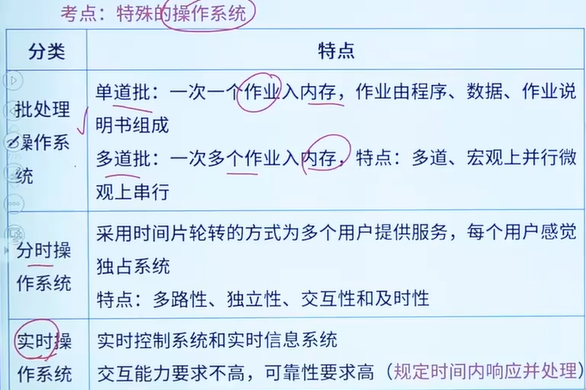 考点：特殊的操作系统
分类
特点
批处理
操作系
统
单道批：一次一个作业入内存，作业由程序、数据、作业说
明书组成
多道批：一次多个作业入内存，特点：多道、宏观上并行微
观上串行
分时操
作系统
采用时间片轮转的方式为多个用户提供服务，每个用户感觉
独占系统
特点：多路性、独立性、交互性和及时性
实时操
作系统
实时控制系统和实时信息系统
交互能力要求不高，可靠性要求高（规定时间内响应并处理）